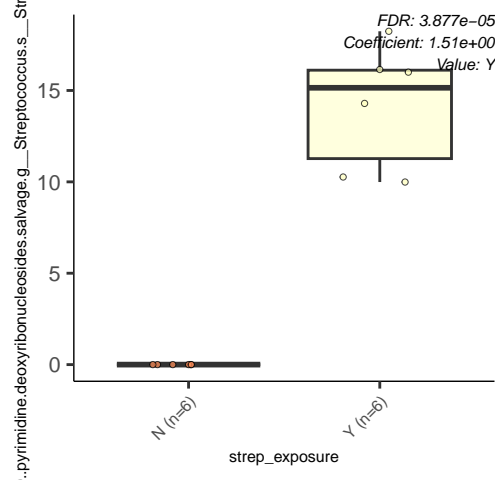 FDR: 3.877e−05
Coefficient: 1.51e+00
Value: Y
..pyrimidine.deoxyribonucleosides.salvage.g__Streptococcus.s__Str
15
10
5
0
N (n=6)
Y (n=6)
strep_exposure